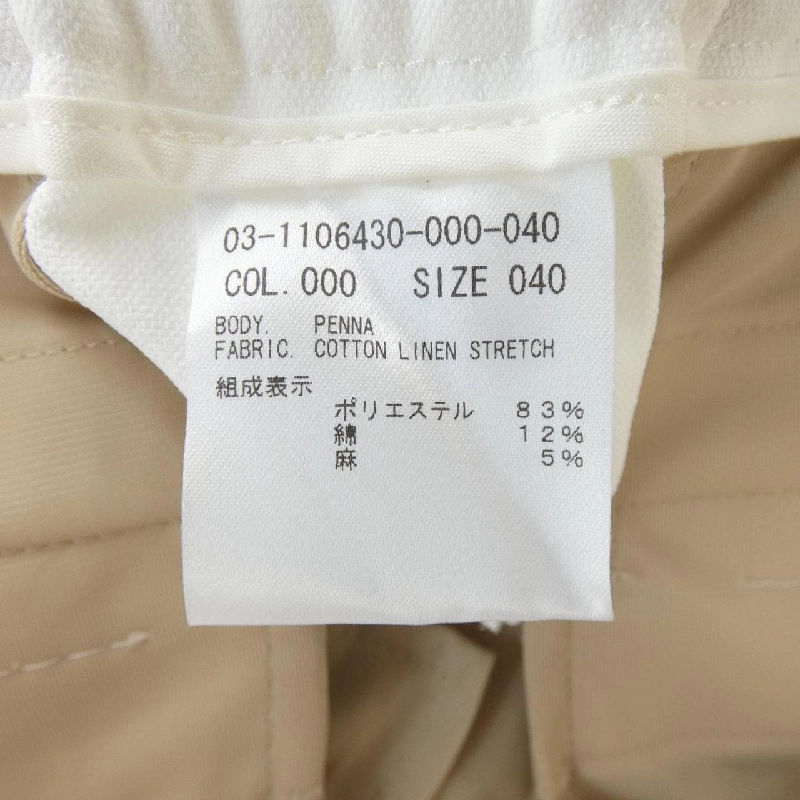 03-1106430-000-040
COL. 000 SIZE 040
BODY. PENNA
FABRIC. COTTON LINEN STRETCH
組成表示
ポリエステル 83%
綿 12%
麻 5%